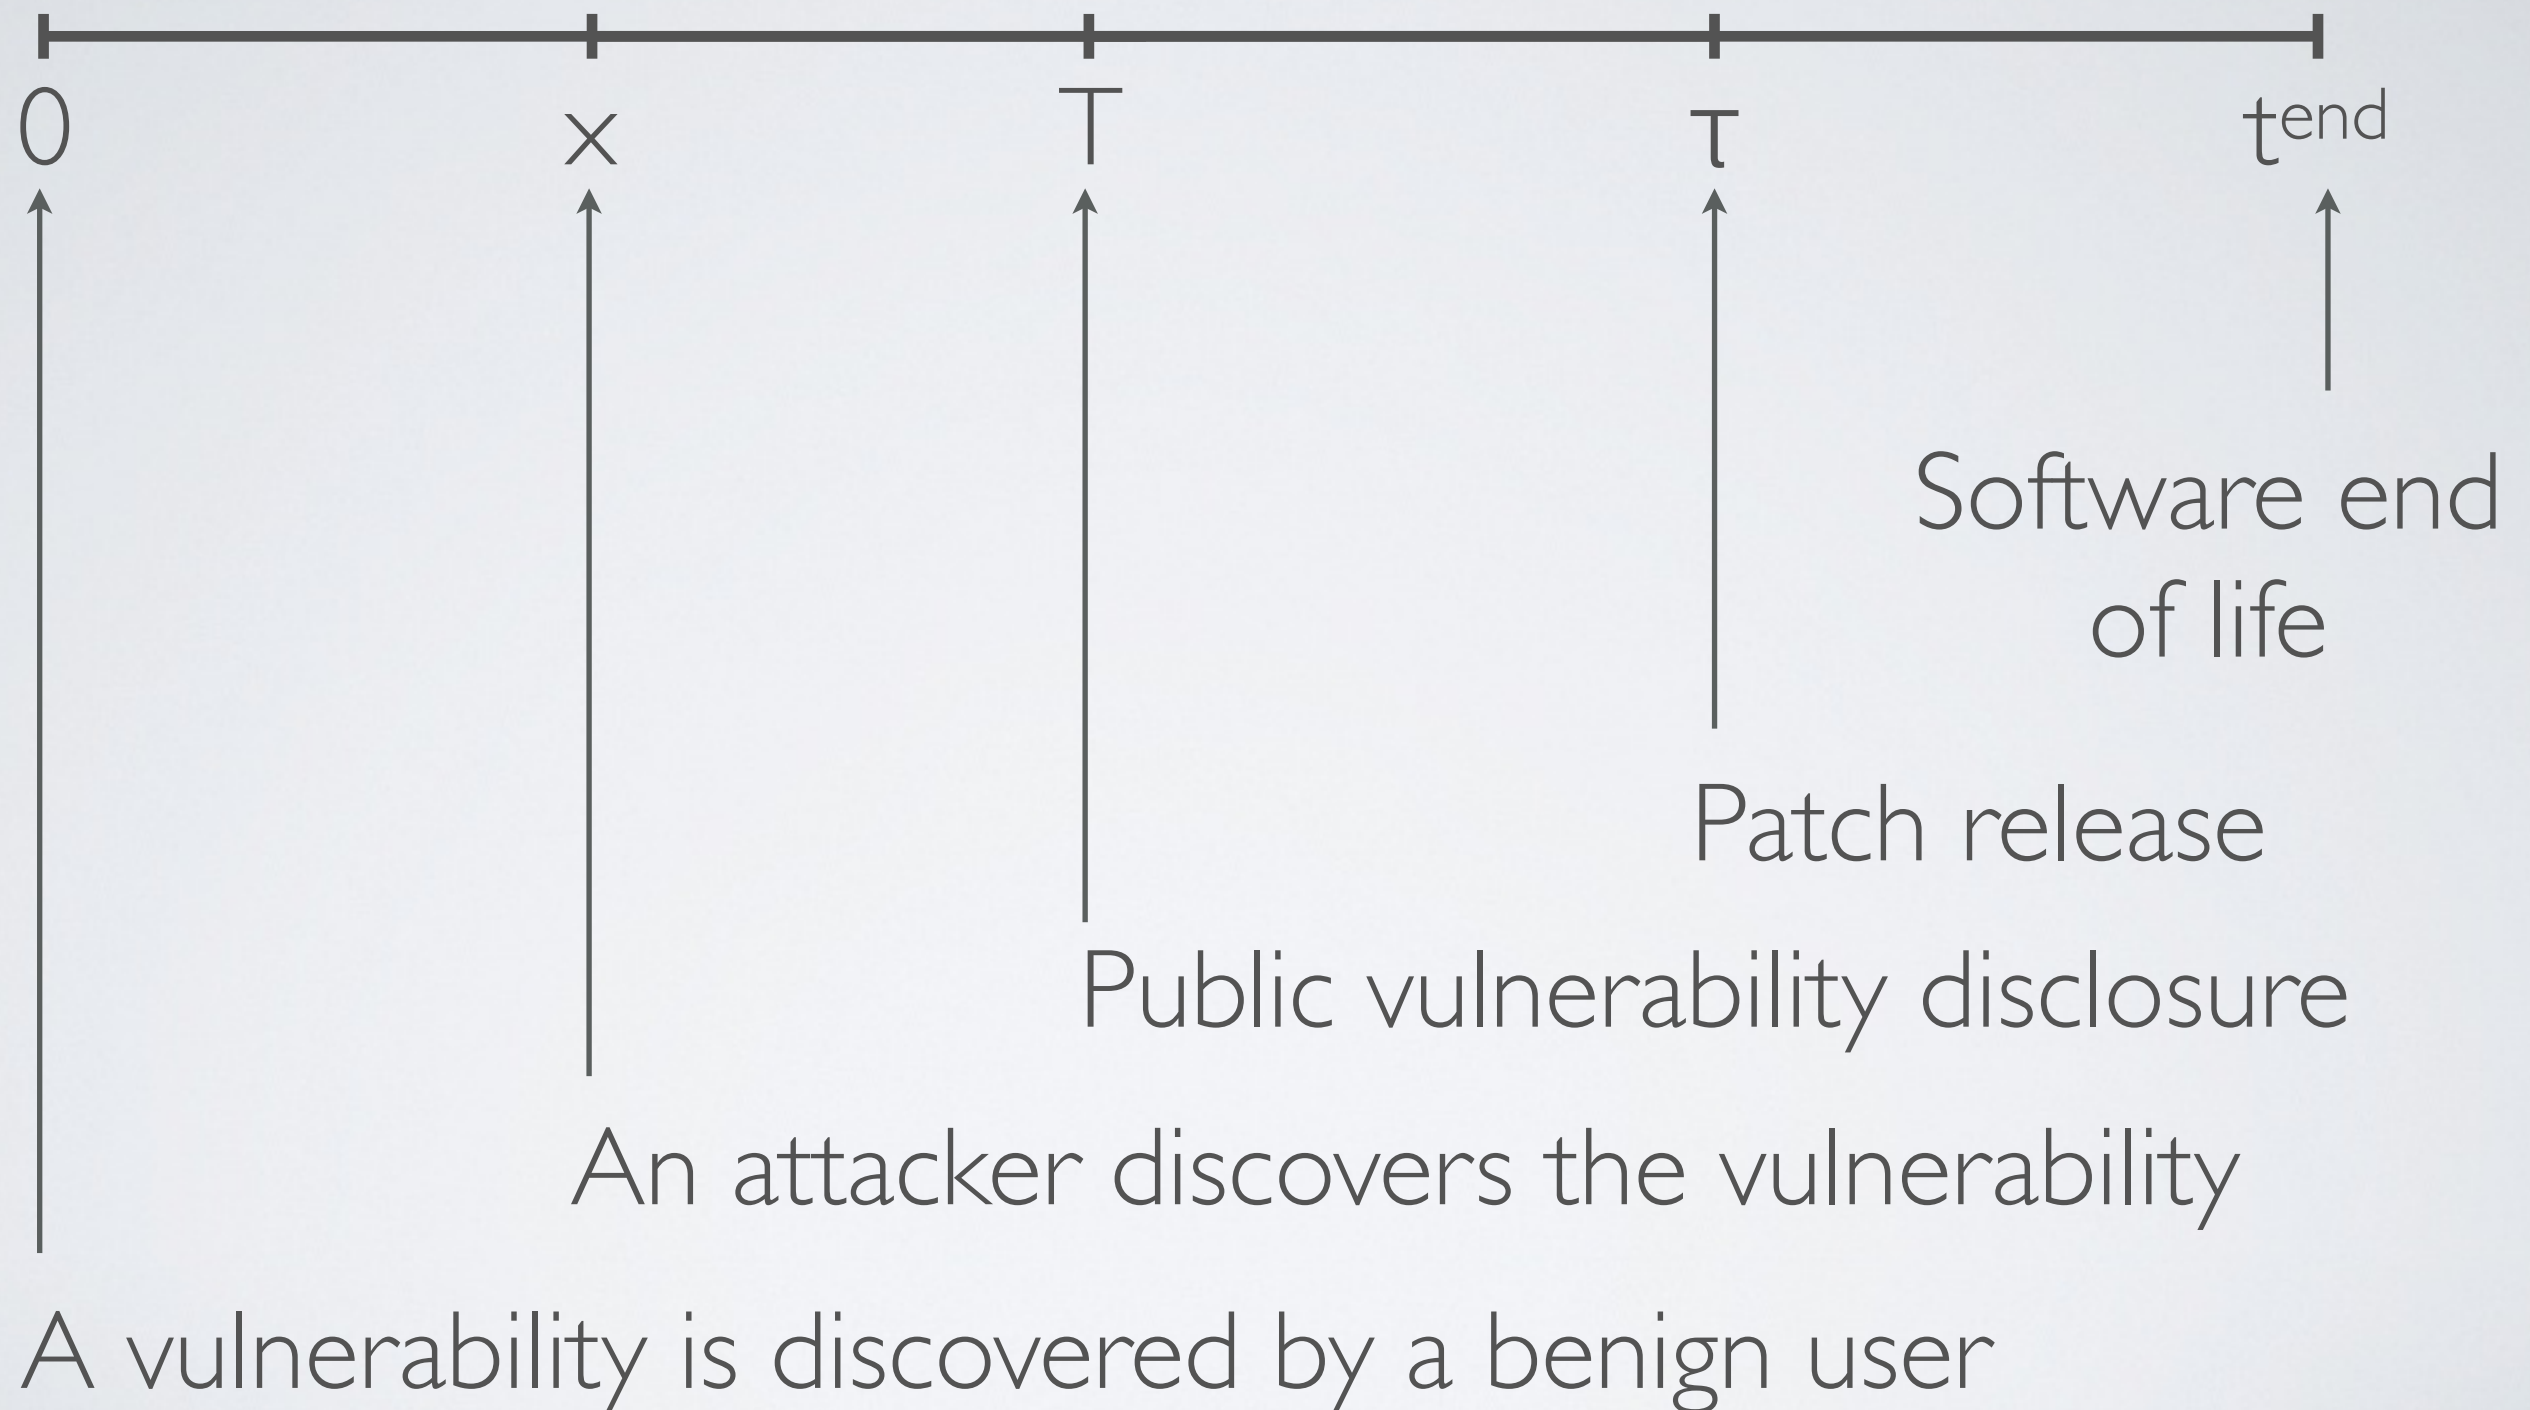 0 x T τ tᵉⁿᵈ
Software end
of life
Patch release
Public vulnerability disclosure
An attacker discovers the vulnerability
A vulnerability is discovered by a benign user